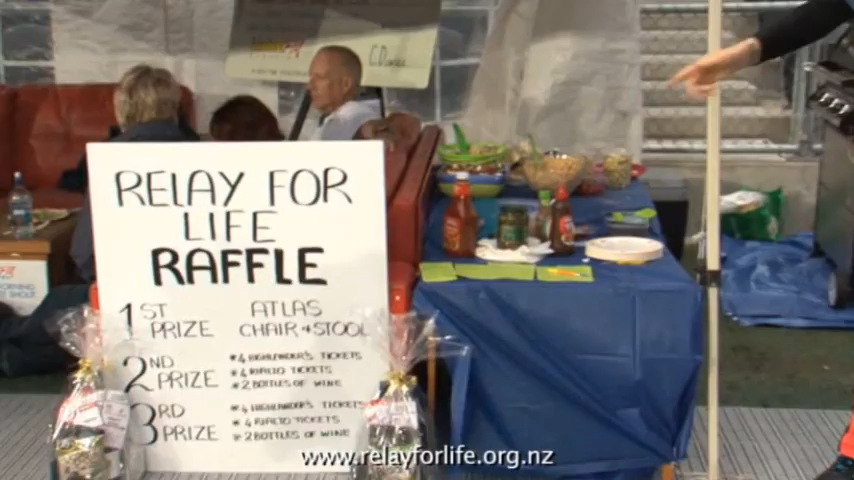 RELAY FOR
LIFE
RAFFLE
1ST PRIZE ATLAS CHAIR + STOOL
2ND PRIZE
* 4 HIGHLANDER'S TICKETS
* 4 RIALTO TICKETS
* 2 BOTTLES OF WINE
3RD PRIZE
* 4 HIGHLANDER'S TICKETS
* 4 RIALTO TICKETS
* 2 BOTTLES OF WINE
www.relayforlife.org.nz